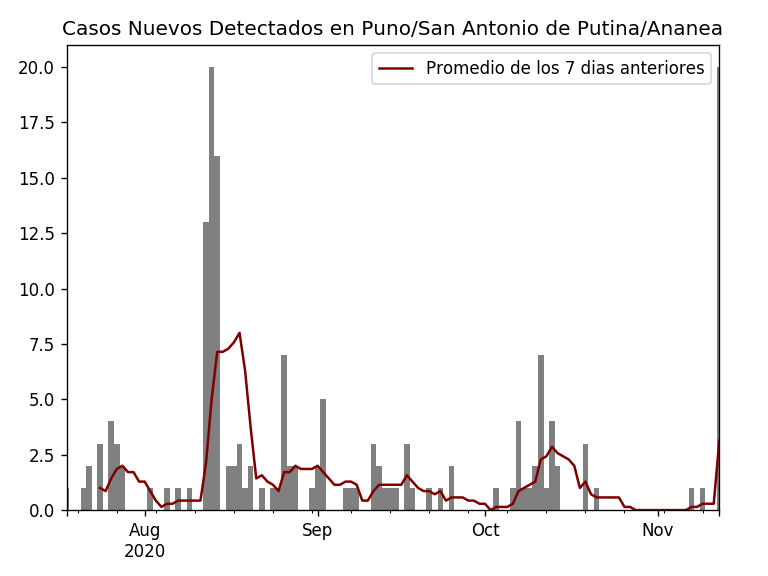 Casos Nuevos Detectados en Puno/San Antonio de Putina/Ananea
Promedio de los 7 dias anteriores
20.0
17.5
15.0
12.5
10.0
7.5
5.0
2.5
0.0
Aug
2020
Sep
Oct
Nov